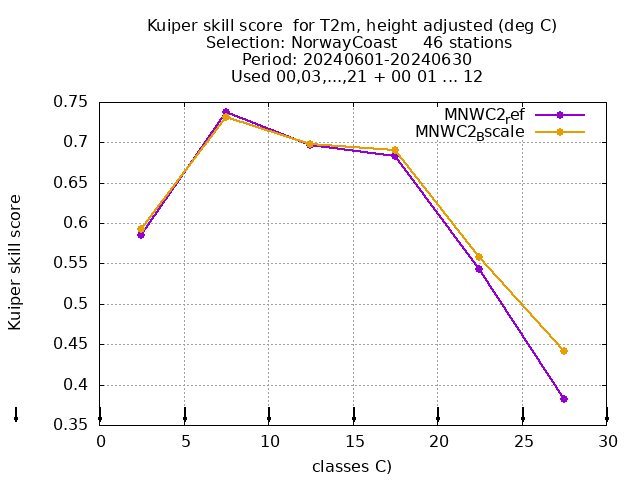 Kuiper skill score  for T2m, height adjusted (deg C)
Selection: NorwayCoast     46 stations
Period: 20240601-20240630
Used 00,03,...,21 + 00 01 ... 12
MNWC2ref
MNWC2Bscale
Kuiper skill score
0.75
0.7
0.65
0.6
0.55
0.5
0.45
0.4
0.35
0 5 10 15 20 25 30
classes C)